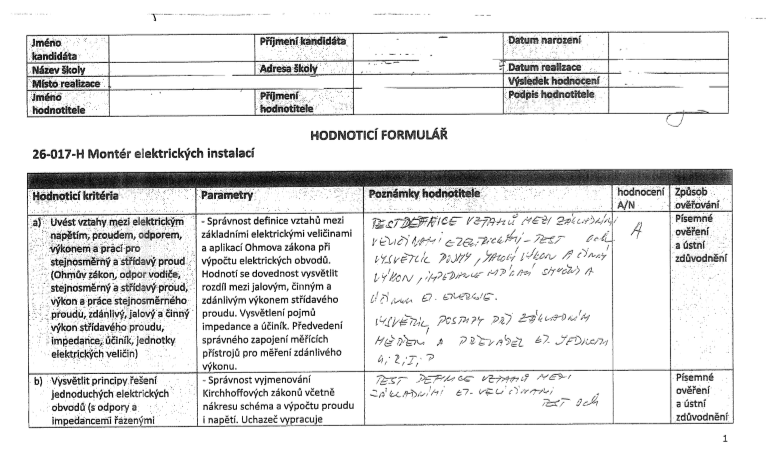 Jméno kandidáta
Příjmení kandidáta
Datum narození
Název školy
Adresa školy
Datum realizace
Místo realizace
Výsledek hodnocení
Jméno hodnotitele
Příjmení hodnotitele
Podpis hodnotitele
HODNOTICÍ FORMULÁŘ
26-017-H Montér elektrických instalací
Hodnoticí kritéria
Parametry
Poznámky hodnotitele
hodnocení A/N
Způsob ověřování
a) Uvést vztahy mezi elektrickým
napětím, proudem, odporem,
výkonem a prací pro
stejnosměrný a střídavý proud
(Ohmův zákon, odpor vodiče,
stejnosměrný a střídavý proud,
výkon a práce stejnosměrného
proudu, zdánlivý, jalový a činný
výkon střídavého proudu,
impedance, účiník, jednotky
elektrických veličin)
- Správnost definice vztahů mezi
základními elektrickými veličinami
a aplikací Ohmova zákona při
výpočtu elektrických obvodů.
Hodnotí se dovednost vysvětlit
rozdíl mezi jalovým, činným a
zdánlivým výkonem střídavého
proudu. Vysvětlení pojmů
impedance a účiník. Předvedení
správného zapojení měřících
přístrojů pro měření zdánlivého
výkonu.
TEST DEFINICE VZTAHŮ MEZI ZÁKLADNÍMI
VELIČINAMI - TEST
VYSVĚTLIL POJMY, JALOVÝ VÝKON A ČINNÝ
VÝKON, IMPEDANCE A
EL. ENERGIE.
VYSVĚTLIL POSTUPY PŘI ZÁKLADNÍM
MĚŘENÍ A PŘEVÁDĚL EL. JEDNOTKY
U, R, I, P
A
Písemné
ověření
a ústní
zdůvodnění
b) Vysvětlit principy řešení
jednoduchých elektrických
obvodů (s odpory a
impedancemi řazenými
- Správnost vyjmenování
Kirchhoffových zákonů včetně
nákresu schéma a výpočtu proudu
i napětí. Uchazeč vypracuje
TEST DEFINICE VZTAHŮ MEZI
ZÁKLADNÍMI EL. VELIČINAMI
TEST
Písemné
ověření
a ústní
zdůvodnění
1